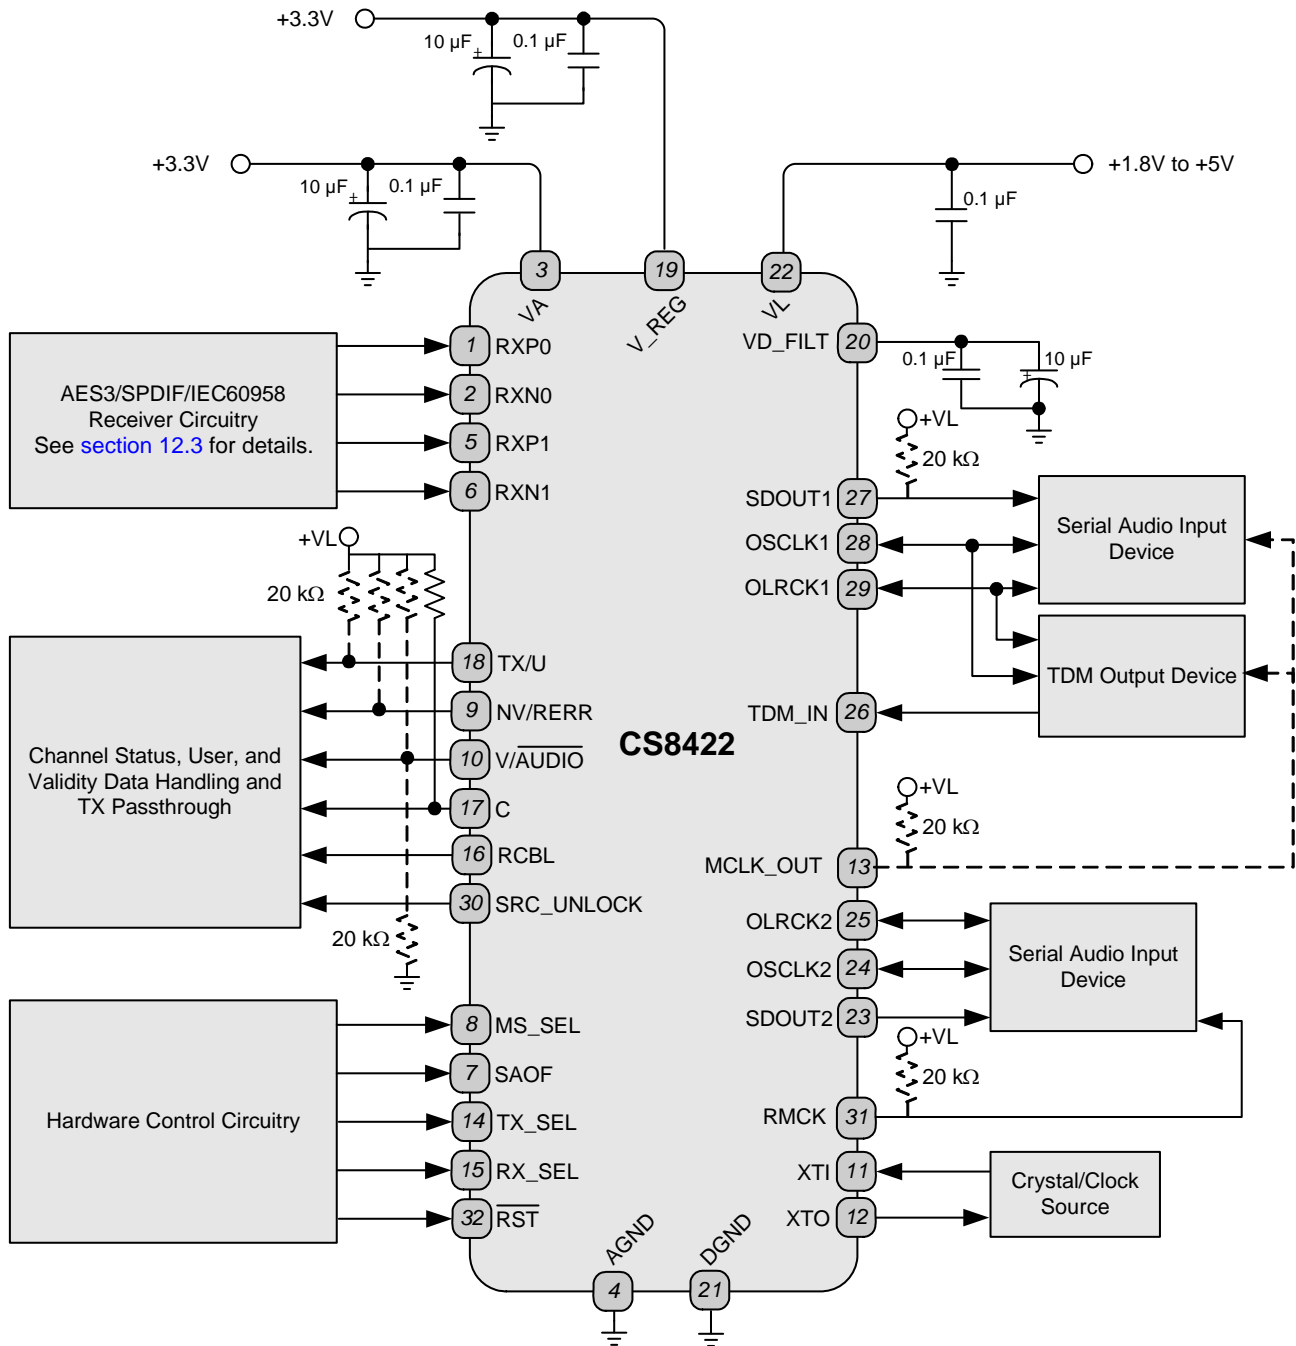 +3.3V
10 µF
+
0.1 µF
+3.3V
10 µF
+
0.1 µF
+1.8V to +5V
0.1 µF
3
VA
19
V_REG
22
VL
AES3/SPDIF/IEC60958
Receiver Circuitry
See section 12.3 for details.
1 RXP0
2 RXN0
5 RXP1
6 RXN1
VD_FILT 20
0.1 µF
10 µF
+
+VL
20 kΩ
SDOUT1 27
OSCLK1 28
OLRCK1 29
Serial Audio Input
Device
TDM Output Device
TDM_IN 26
+VL
20 kΩ
Channel Status, User, and
Validity Data Handling and
TX Passthrough
18 TX/U
9 NV/RERR
10 V/AUDIO
17 C
16 RCBL
30 SRC_UNLOCK
20 kΩ
CS8422
+VL
20 kΩ
MCLK_OUT 13
OLRCK2 25
OSCLK2 24
SDOUT2 23
Serial Audio Input
Device
+VL
20 kΩ
RMCK 31
XTI 11
XTO 12
Crystal/Clock
Source
Hardware Control Circuitry
8 MS_SEL
7 SAOF
14 TX_SEL
15 RX_SEL
32 RST
AGND
4
DGND
21